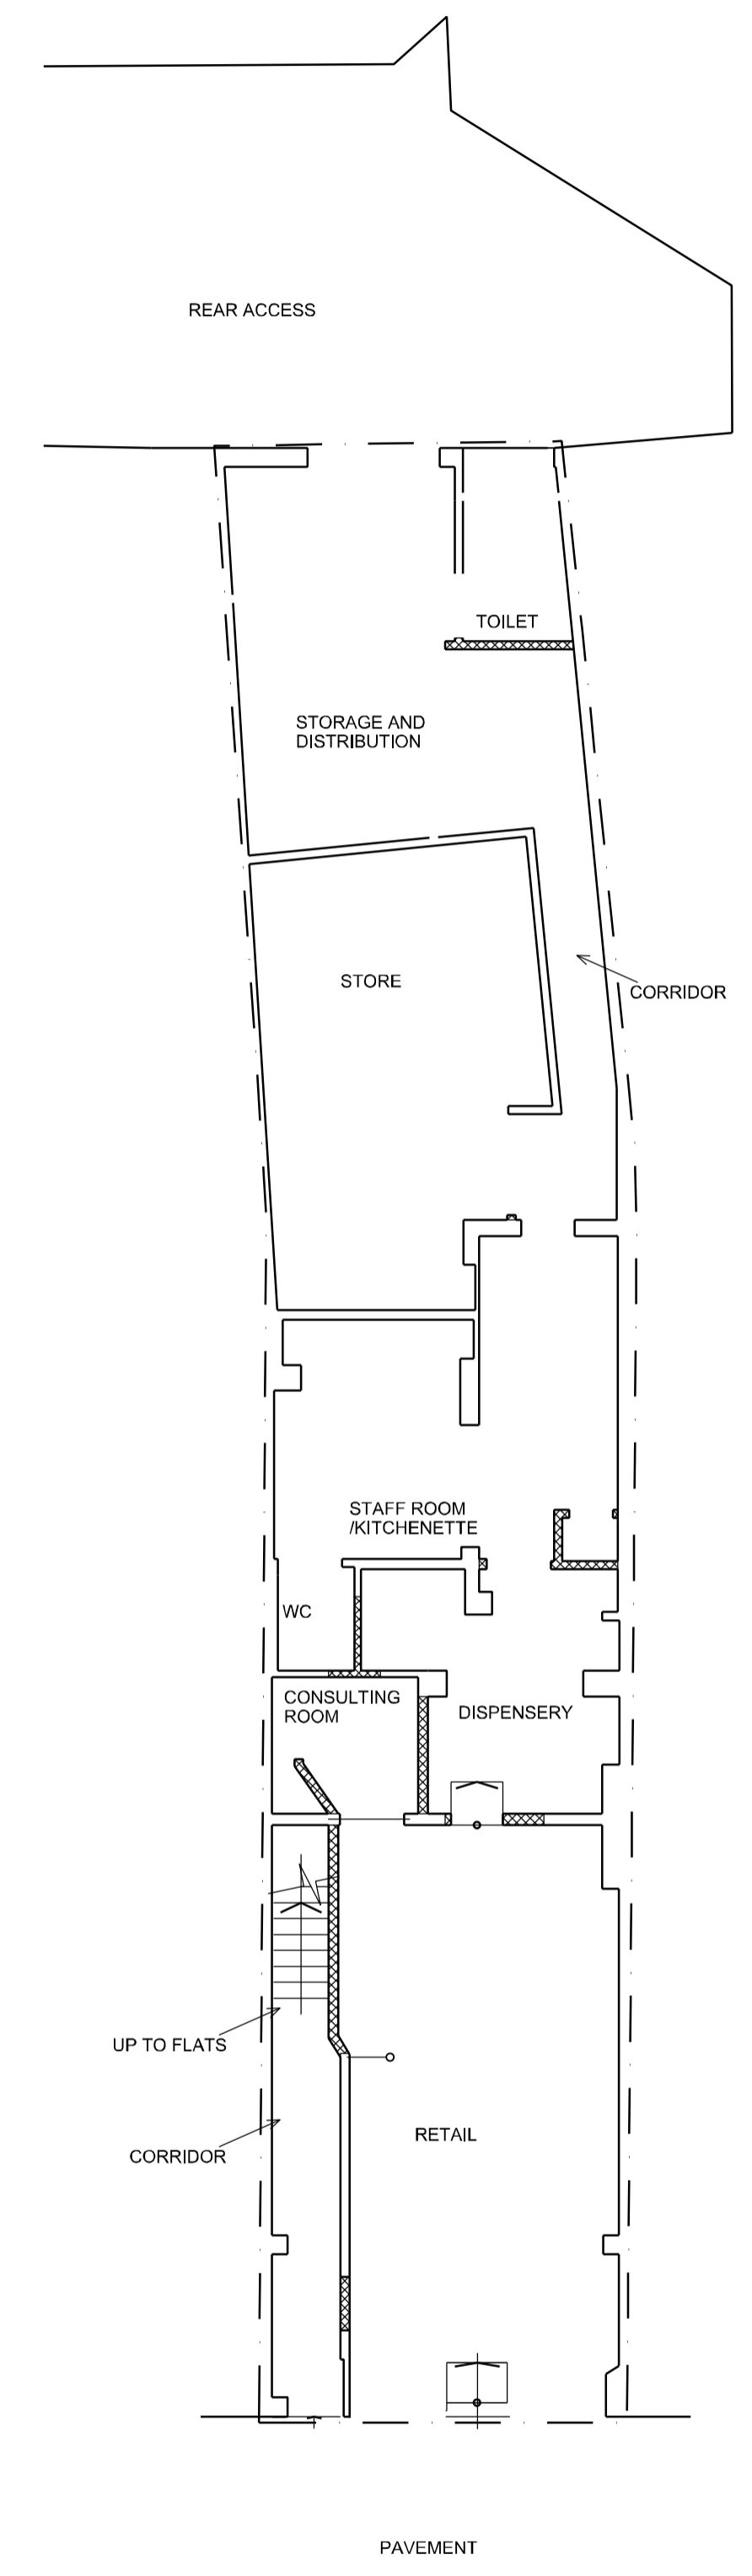 REAR ACCESS
TOILET
STORAGE AND
DISTRIBUTION
STORE
CORRIDOR
STAFF ROOM
/KITCHENETTE
WC
CONSULTING
ROOM
DISPENSERY
UP TO FLATS
RETAIL
CORRIDOR
PAVEMENT